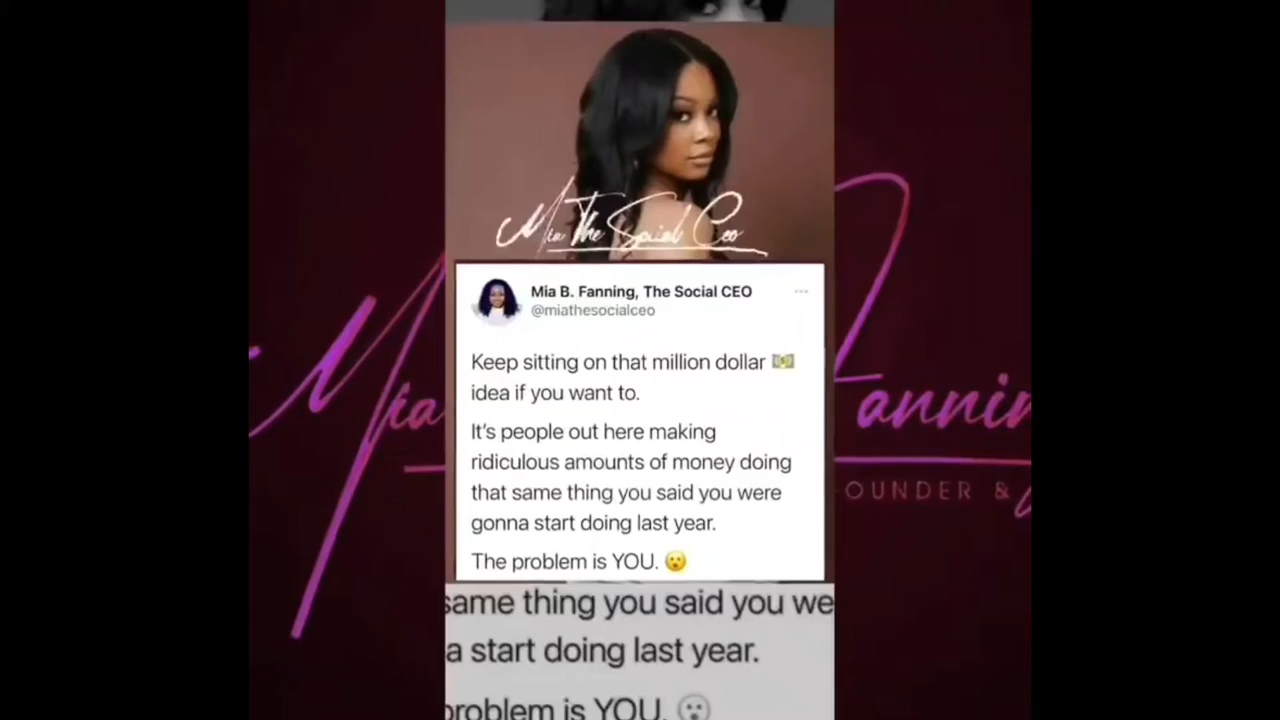 Mia The Social Ceo
Mia B. Fanning, The Social CEO
@miathesocialceo
Keep sitting on that million dollar 💵
idea if you want to.
It's people out here making
ridiculous amounts of money doing
that same thing you said you were
gonna start doing last year.
The problem is YOU. 😮
same thing you said you we
a start doing last year.
problem is YOU. 😮
Mia
annin
OUNDER &